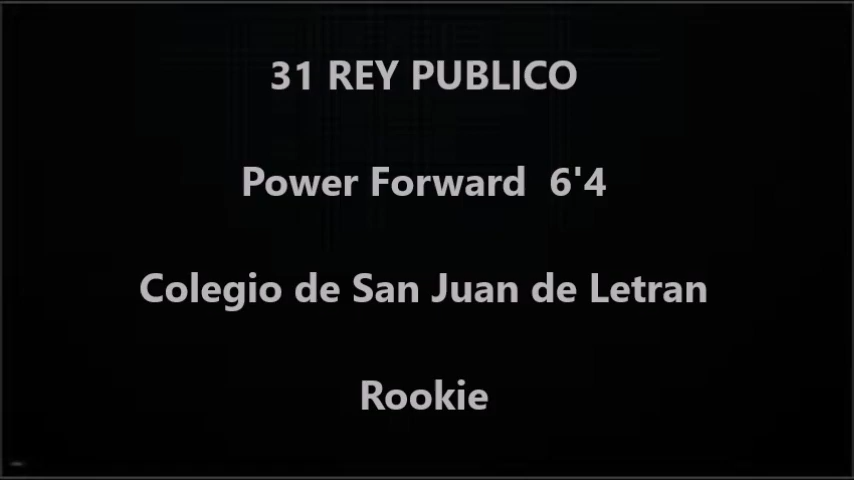 31 REY PUBLICO
Power Forward  6'4
Colegio de San Juan de Letran
Rookie